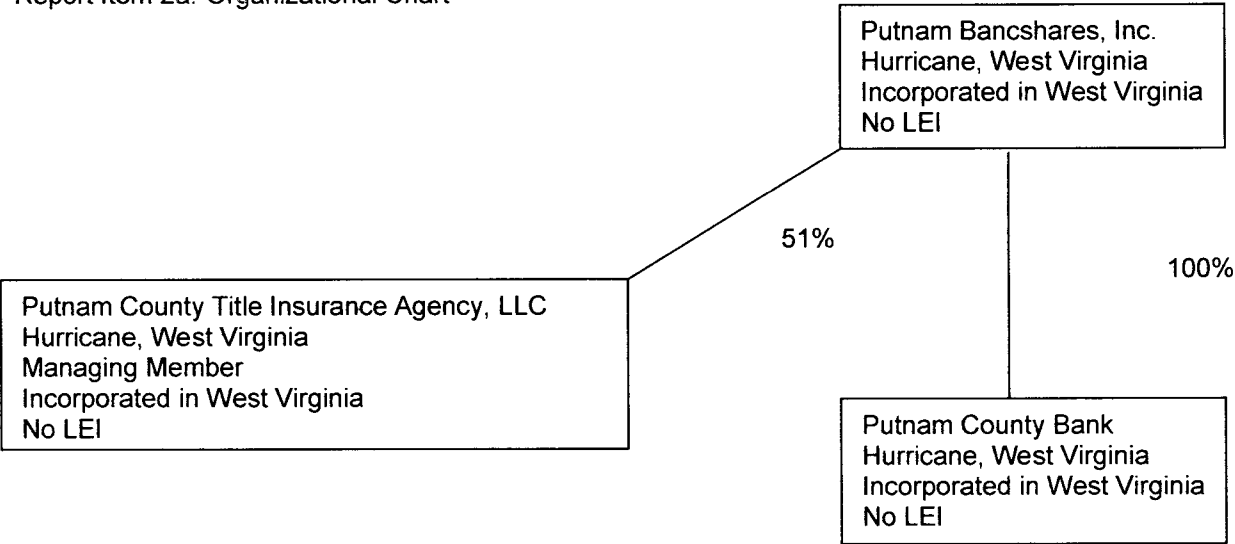 Report Item 2a: Organizational Chart
Putnam Bancshares, Inc.
Hurricane, West Virginia
Incorporated in West Virginia
No LEI
51%
100%
Putnam County Title Insurance Agency, LLC
Hurricane, West Virginia
Managing Member
Incorporated in West Virginia
No LEI
Putnam County Bank
Hurricane, West Virginia
Incorporated in West Virginia
No LEI